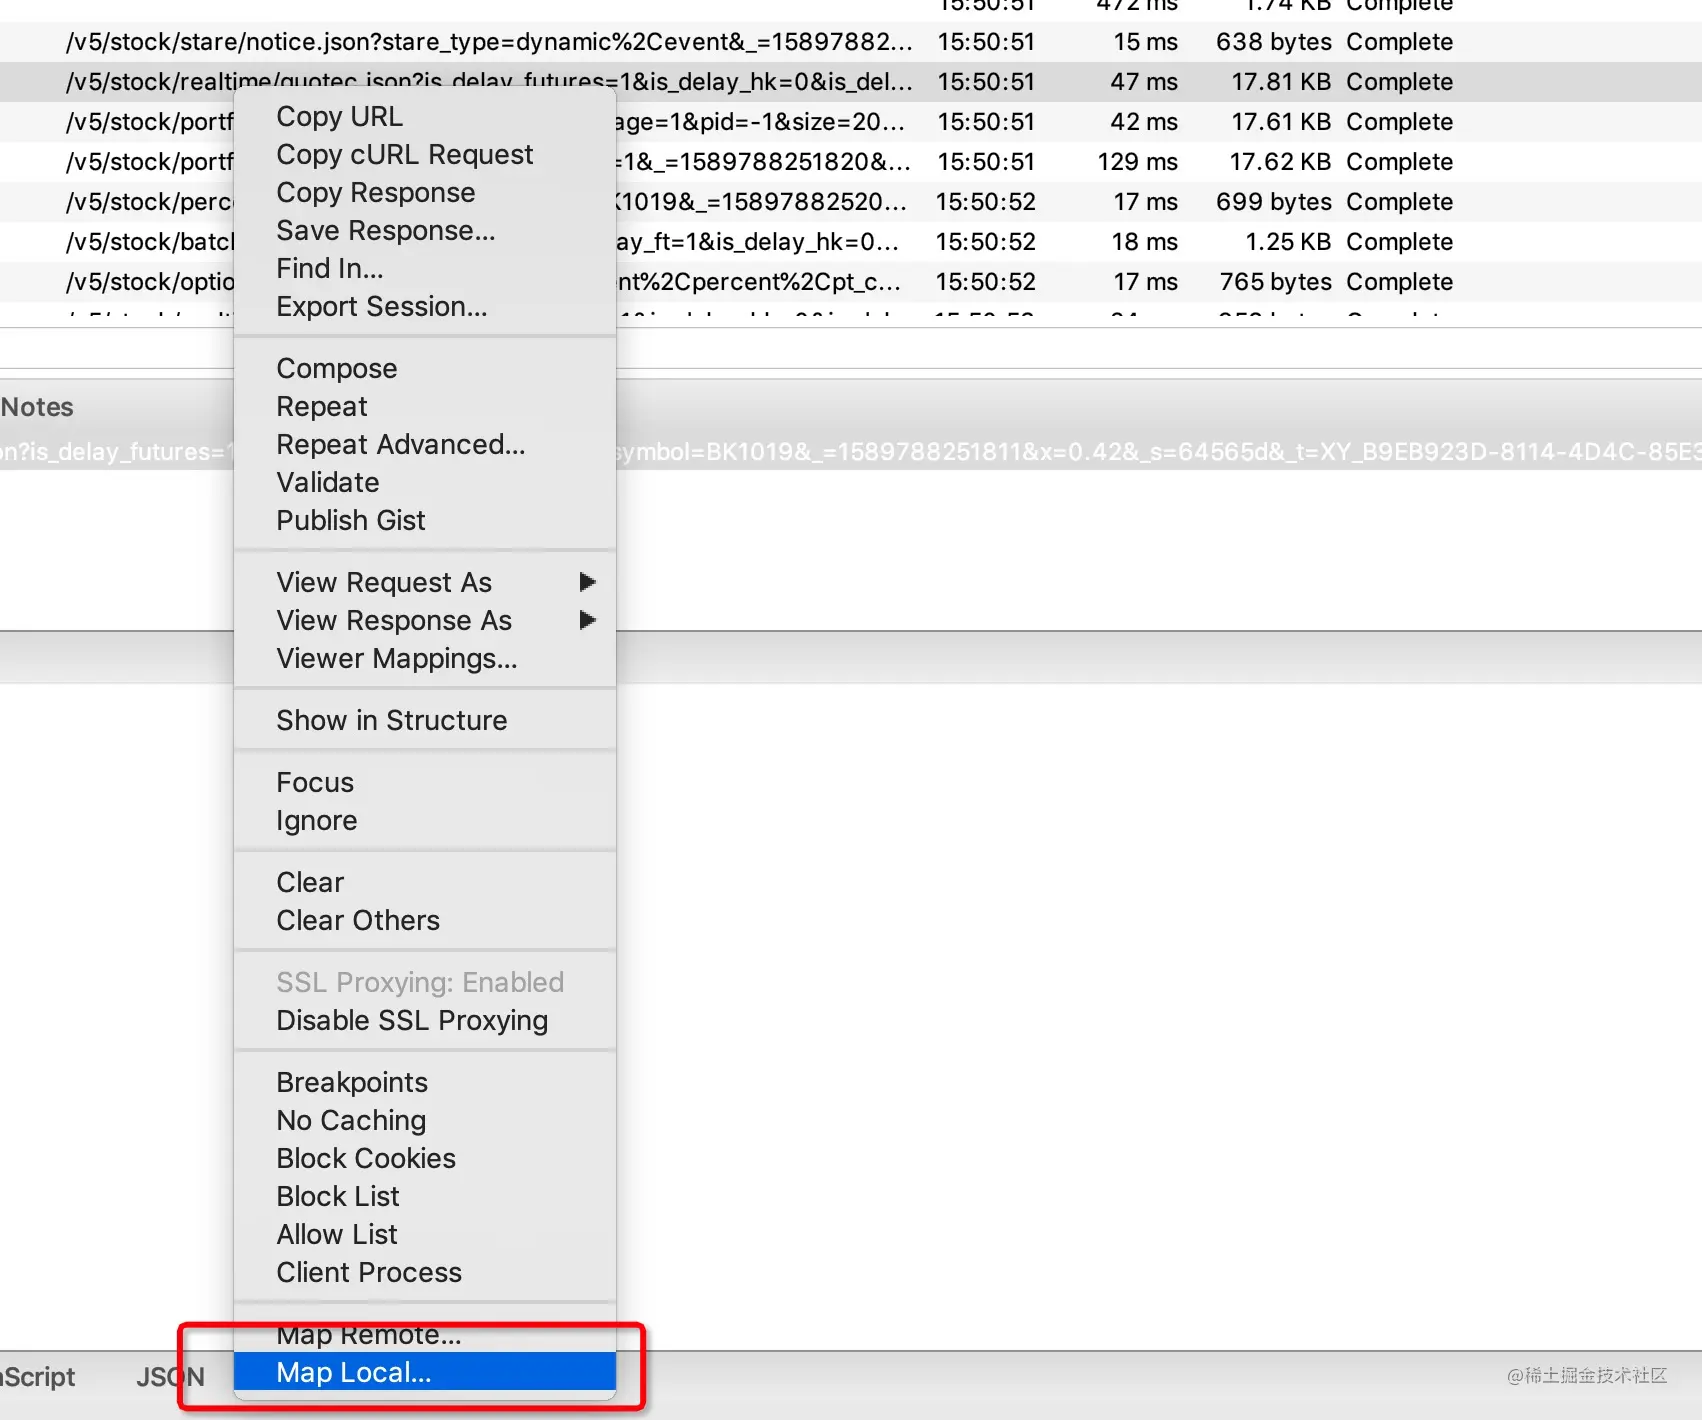 15:50:51 472 ms 1.74 KB Complete
/v5/stock/stare/notice.json?stare_type=dynamic%2Cevent&_=15897882... 15:50:51 15 ms 638 bytes Complete
/v5/stock/realtime/quotec.json?is_delay_futures=1&is_delay_hk=0&is_del... 15:50:51 47 ms 17.81 KB Complete
/v5/stock/portf age=1&pid=-1&size=20... 15:50:51 42 ms 17.61 KB Complete
/v5/stock/portf =1&_=1589788251820&... 15:50:51 129 ms 17.62 KB Complete
/v5/stock/perc K1019&_=15897882520... 15:50:52 17 ms 699 bytes Complete
/v5/stock/batc ay_ft=1&is_delay_hk=0... 15:50:52 18 ms 1.25 KB Complete
/v5/stock/optio nt%2Cpercent%2Cpt_c... 15:50:52 17 ms 765 bytes Complete
Copy URL
Copy cURL Request
Copy Response
Save Response...
Find In...
Export Session...
Compose
Repeat
Repeat Advanced...
Validate
Publish Gist
View Request As
View Response As
Viewer Mappings...
Show in Structure
Focus
Ignore
Clear
Clear Others
SSL Proxying: Enabled
Disable SSL Proxying
Breakpoints
No Caching
Block Cookies
Block List
Allow List
Client Process
Map Remote...
Map Local...
Notes
on?is_delay_futures=1 symbol=BK1019&_=1589788251811&x=0.42&_s=64565d&_t=XY_B9EB923D-8114-4D4C-85E3
aScript JSON
@稀土掘金技术社区